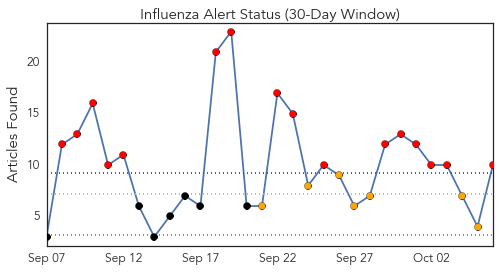 Influenza Alert Status (30-Day Window)
Articles Found
20
15
10
5
Sep 07 Sep 12 Sep 17 Sep 22 Sep 27 Oct 02